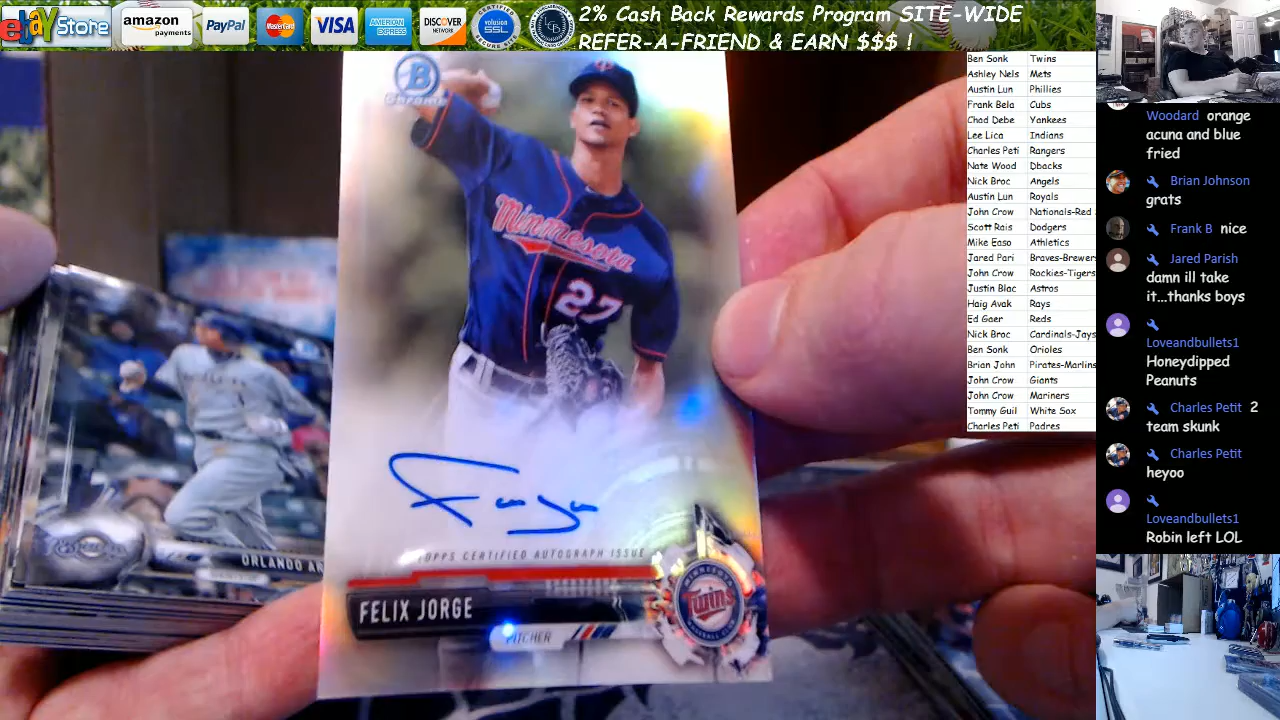 ebay Store
amazon payments
PayPal
MasterCard
VISA
AMERICAN EXPRESS
DISCOVER NETWORK
volusion SSL
2% Cash Back Rewards Program SITE-WIDE
REFER-A-FRIEND & EARN $$$ !
Ben Sonk Twins
Ashley Nels Mets
Austin Lun Phillies
Frank Bela Cubs
Chad Debe Yankees
Lee Lica Indians
Charles Peti Rangers
Nate Wood Dbacks
Nick Broc Angels
Austin Lun Royals
John Crow Nationals-Red
Scott Rais Dodgers
Mike Easo Athletics
Jared Pari Braves-Brewers
John Crow Rockies-Tigers
Justin Blac Astros
Haig Avak Rays
Ed Gaer Reds
Nick Broc Cardinals-Jays
Ben Sonk Orioles
Brian John Pirates-Marlins
John Crow Giants
John Crow Mariners
Tommy Guil White Sox
Charles Peti Padres
Woodard orange
acuna and blue
fried
Brian Johnson
grats
Frank B nice
Jared Parish
damn ill take
it...thanks boys
Loveandbullets1
Honeydipped
Peanuts
Charles Petit 2
team skunk
Charles Petit
heyoo
Loveandbullets1
Robin left LOL
B
Chrome
Minnesota
27
TOPPS CERTIFIED AUTOGRAPH ISSUE
FELIX JORGE
PITCHER
MINNESOTA
Twins
BASEBALL CLUB
ORLANDO AR